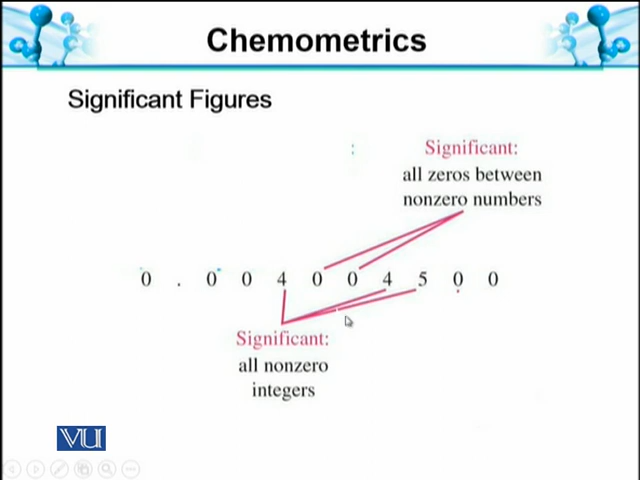 Chemometrics
Significant Figures
Significant:
all zeros between
nonzero numbers
0 . 0 0 4 0 0 4 5 0 0
Significant:
all nonzero
integers
VU